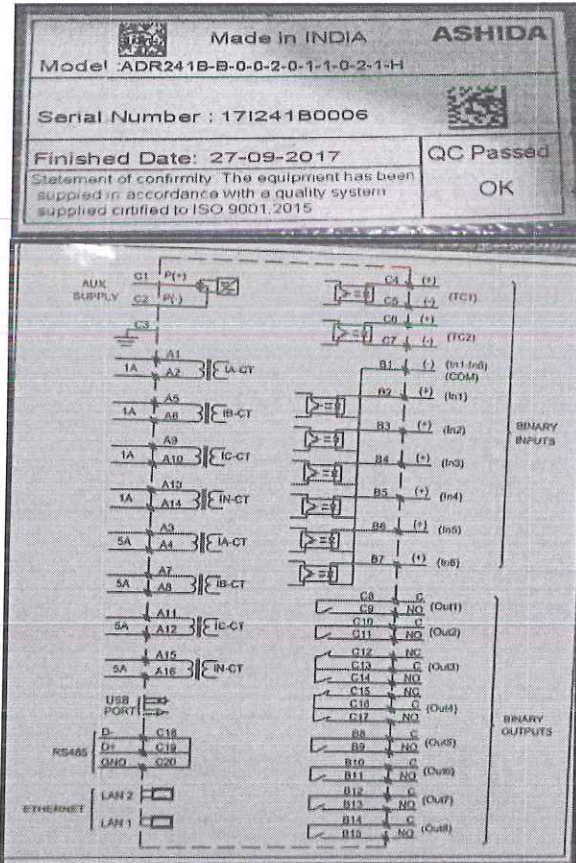 Made in INDIA
ASHIDA
Model :ADR241B-B-0-0-2-0-1-1-0-2-1-H
Serial Number : 17I241B0006
Finished Date: 27-09-2017
QC Passed
OK
Statement of confirmity The equipment has been
suppied in accordance with a quality system
supplied cirtified to ISO 9001:2015
AUX
SUPPLY
C1 P(+)
C2 P(-)
C3
1A A1 A2 IA-CT
1A A5 A6 IB-CT
1A A9 A10 IC-CT
1A A13 A14 IN-CT
5A A3 A4 IA-CT
5A A7 A8 IB-CT
5A A11 A12 IC-CT
5A A15 A16 IN-CT
USB
PORT
RS485
D- C18
D+ C19
GND C20
ETHERNET
LAN 2
LAN 1
C4 (+)
C5 (-) (TC1)
C6 (+)
C7 (-) (TC2)
B1 (-) (In1-In6)
(COM)
B2 (+) (In1)
B3 (+) (In2)
B4 (+) (In3)
B5 (+) (In4)
B6 (+) (In5)
B7 (+) (In6)
BINARY
INPUTS
C8 C
C9 NO (Out1)
C10 C
C11 NO (Out2)
C12 NC
C13 C (Out3)
C14 NO
C15 NC
C16 C (Out4)
C17 NO
B8 C
B9 NO (Out5)
B10 C
B11 NO (Out6)
B12 C
B13 NO (Out7)
B14 C
B15 NO (Out8)
BINARY
OUTPUTS